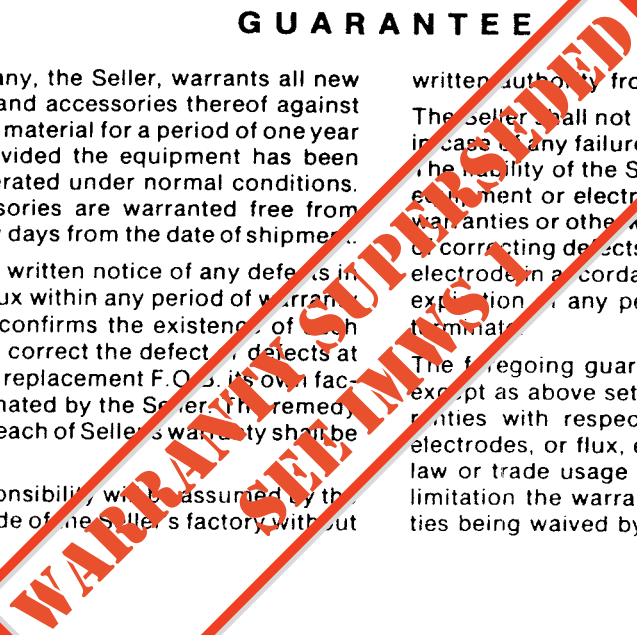 GUARANTEE
any, the Seller, warrants all new
and accessories thereof against
material for a period of one year
vided the equipment has been
erated under normal conditions.
sories are warranted free from
days from the date of shipment.
written notice of any defects in
ux within any period of warranty
confirms the existence of such
correct the defect or defects at
replacement F.O.B. its own fac-
nated by the Seller. The remedy
each of Seller's warranty shall be
onsibility will be assumed by the
de of the Seller's factory without
written authority fro
The Seller shall not
in case of any failure
The liability of the S
equipment or electr
warranties or otherw
of correcting defects
electrode in accorda
expiration of any pe
terminate.
The foregoing guar
except as above set
ranties with respec
electrodes, or flux, e
law or trade usage
limitation the warra
ties being waived by
WARRANTY SUPERSEDED
SEE IMWS 1